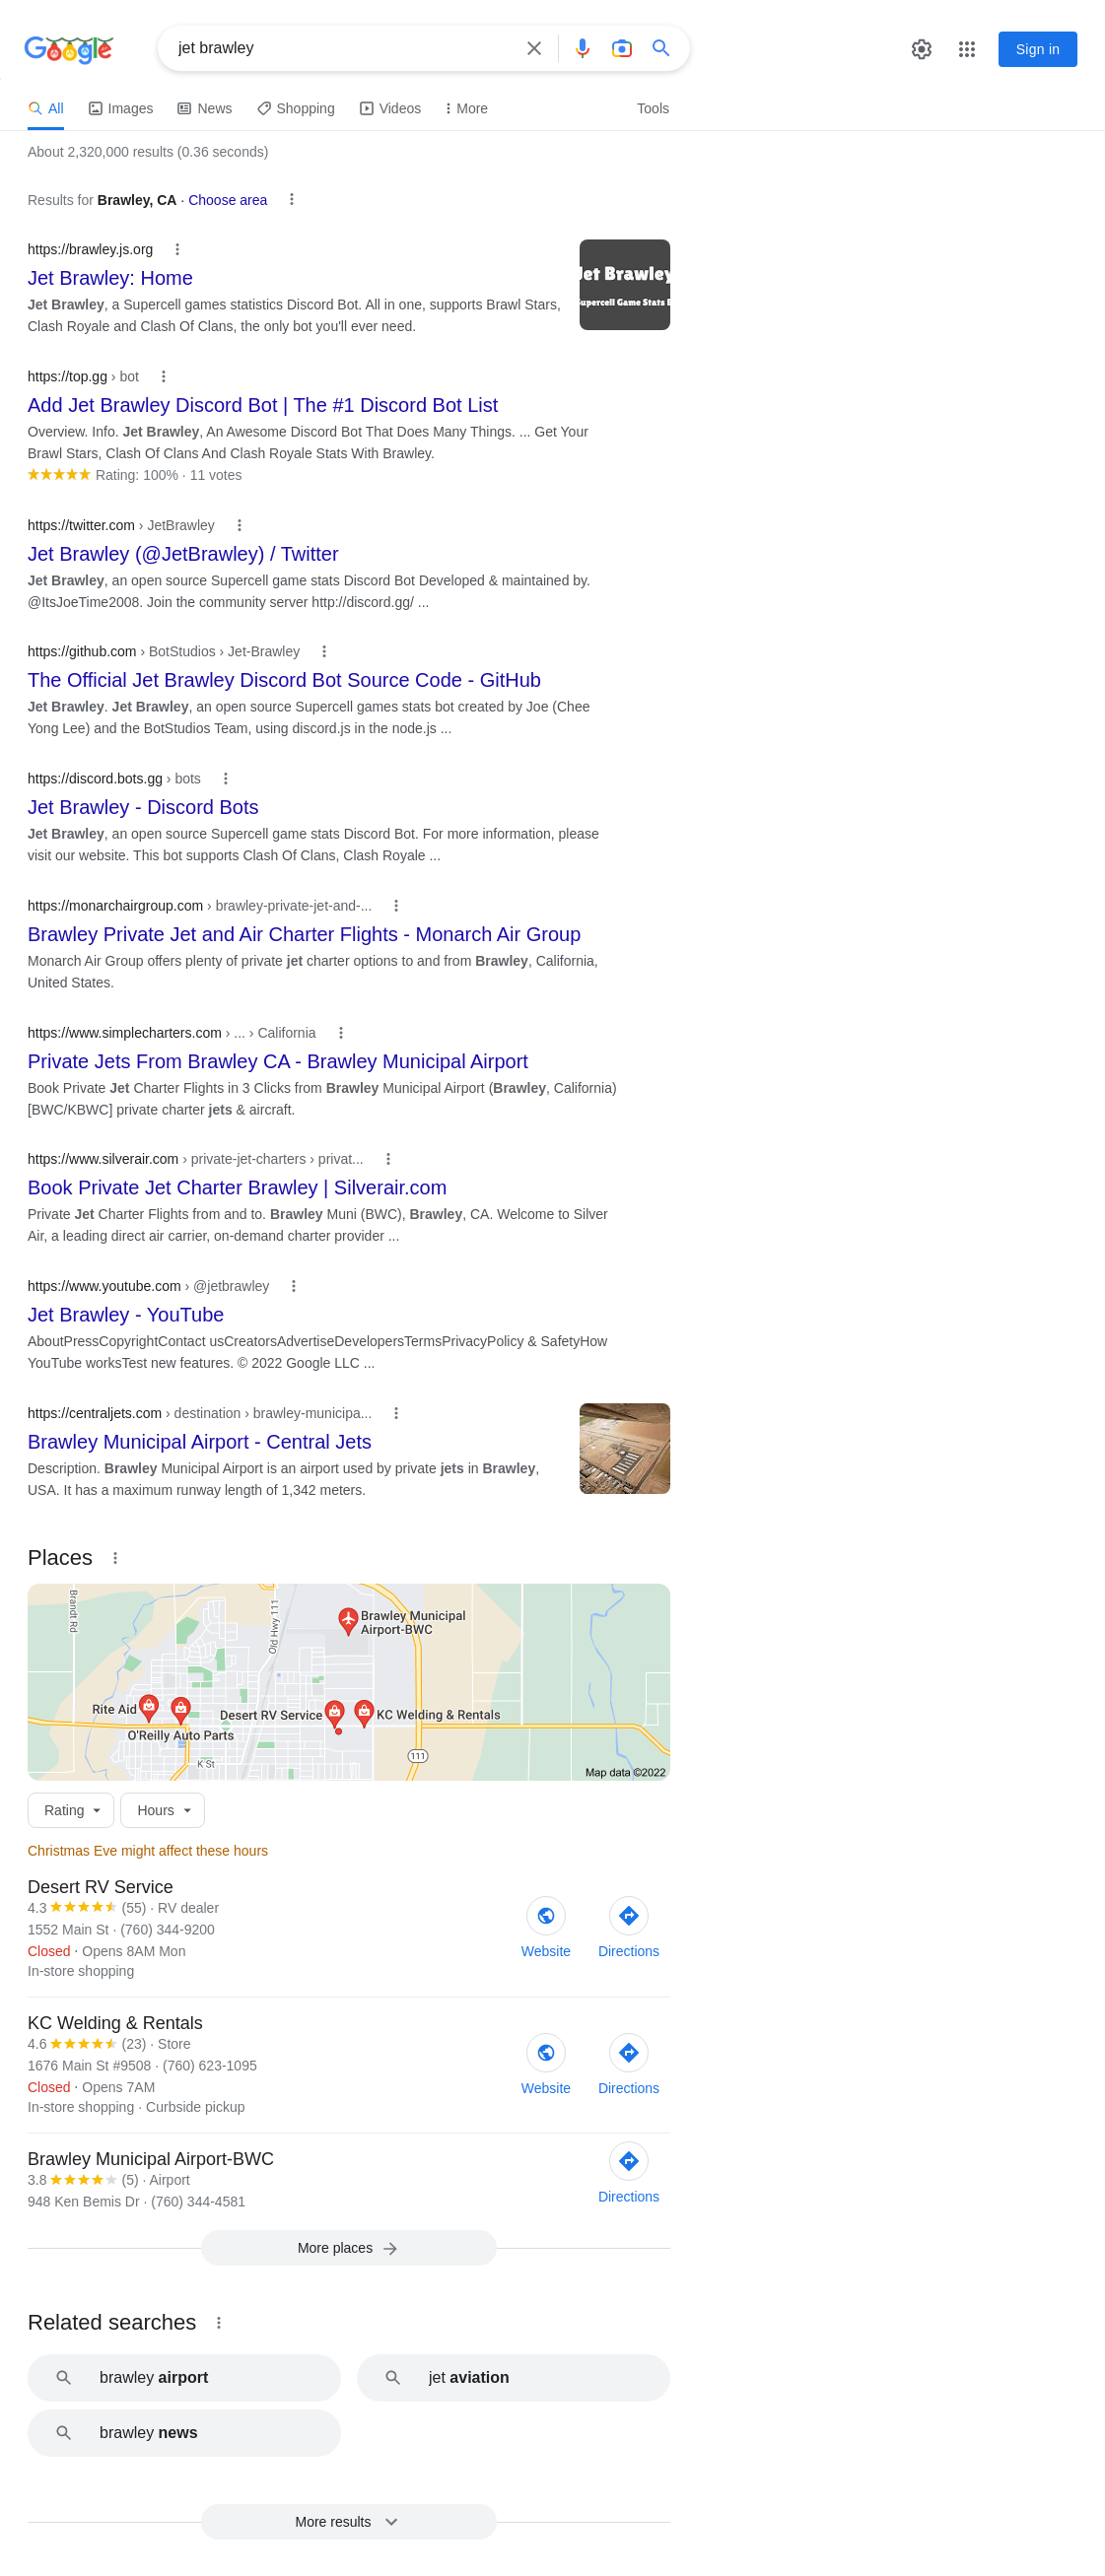 Google
jet brawley
Sign in
All
Images
News
Shopping
Videos
More
Tools
About 2,320,000 results (0.36 seconds)
Results for Brawley, CA · Choose area
https://brawley.js.org
Jet Brawley: Home
Jet Brawley, a Supercell games statistics Discord Bot. All in one, supports Brawl Stars,
Clash Royale and Clash Of Clans, the only bot you'll ever need.
Jet Brawley
Supercell Game Stats
https://top.gg › bot
Add Jet Brawley Discord Bot | The #1 Discord Bot List
Overview. Info. Jet Brawley, An Awesome Discord Bot That Does Many Things. ... Get Your
Brawl Stars, Clash Of Clans And Clash Royale Stats With Brawley.
Rating: 100% · 11 votes
https://twitter.com › JetBrawley
Jet Brawley (@JetBrawley) / Twitter
Jet Brawley, an open source Supercell game stats Discord Bot Developed & maintained by.
@ItsJoeTime2008. Join the community server http://discord.gg/ ...
https://github.com › BotStudios › Jet-Brawley
The Official Jet Brawley Discord Bot Source Code - GitHub
Jet Brawley. Jet Brawley, an open source Supercell games stats bot created by Joe (Chee
Yong Lee) and the BotStudios Team, using discord.js in the node.js ...
https://discord.bots.gg › bots
Jet Brawley - Discord Bots
Jet Brawley, an open source Supercell game stats Discord Bot. For more information, please
visit our website. This bot supports Clash Of Clans, Clash Royale ...
https://monarchairgroup.com › brawley-private-jet-and-...
Brawley Private Jet and Air Charter Flights - Monarch Air Group
Monarch Air Group offers plenty of private jet charter options to and from Brawley, California,
United States.
https://www.simplecharters.com › ... › California
Private Jets From Brawley CA - Brawley Municipal Airport
Book Private Jet Charter Flights in 3 Clicks from Brawley Municipal Airport (Brawley, California)
[BWC/KBWC] private charter jets & aircraft.
https://www.silverair.com › private-jet-charters › privat...
Book Private Jet Charter Brawley | Silverair.com
Private Jet Charter Flights from and to. Brawley Muni (BWC), Brawley, CA. Welcome to Silver
Air, a leading direct air carrier, on-demand charter provider ...
https://www.youtube.com › @jetbrawley
Jet Brawley - YouTube
AboutPressCopyrightContact usCreatorsAdvertiseDevelopersTermsPrivacyPolicy & SafetyHow
YouTube worksTest new features. © 2022 Google LLC ...
https://centraljets.com › destination › brawley-municipa...
Brawley Municipal Airport - Central Jets
Description. Brawley Municipal Airport is an airport used by private jets in Brawley,
USA. It has a maximum runway length of 1,342 meters.
Places
Brandt Rd
Old Hwy 111
Brawley Municipal
Airport-BWC
Rite Aid
Desert RV Service
KC Welding & Rentals
O'Reilly Auto Parts
K St
111
Map data ©2022
Rating
Hours
Christmas Eve might affect these hours
Desert RV Service
4.3 (55) · RV dealer
1552 Main St · (760) 344-9200
Closed · Opens 8AM Mon
In-store shopping
Website
Directions
KC Welding & Rentals
4.6 (23) · Store
1676 Main St #9508 · (760) 623-1095
Closed · Opens 7AM
In-store shopping · Curbside pickup
Website
Directions
Brawley Municipal Airport-BWC
3.8 (5) · Airport
948 Ken Bemis Dr · (760) 344-4581
Directions
More places
Related searches
brawley airport
jet aviation
brawley news
More results